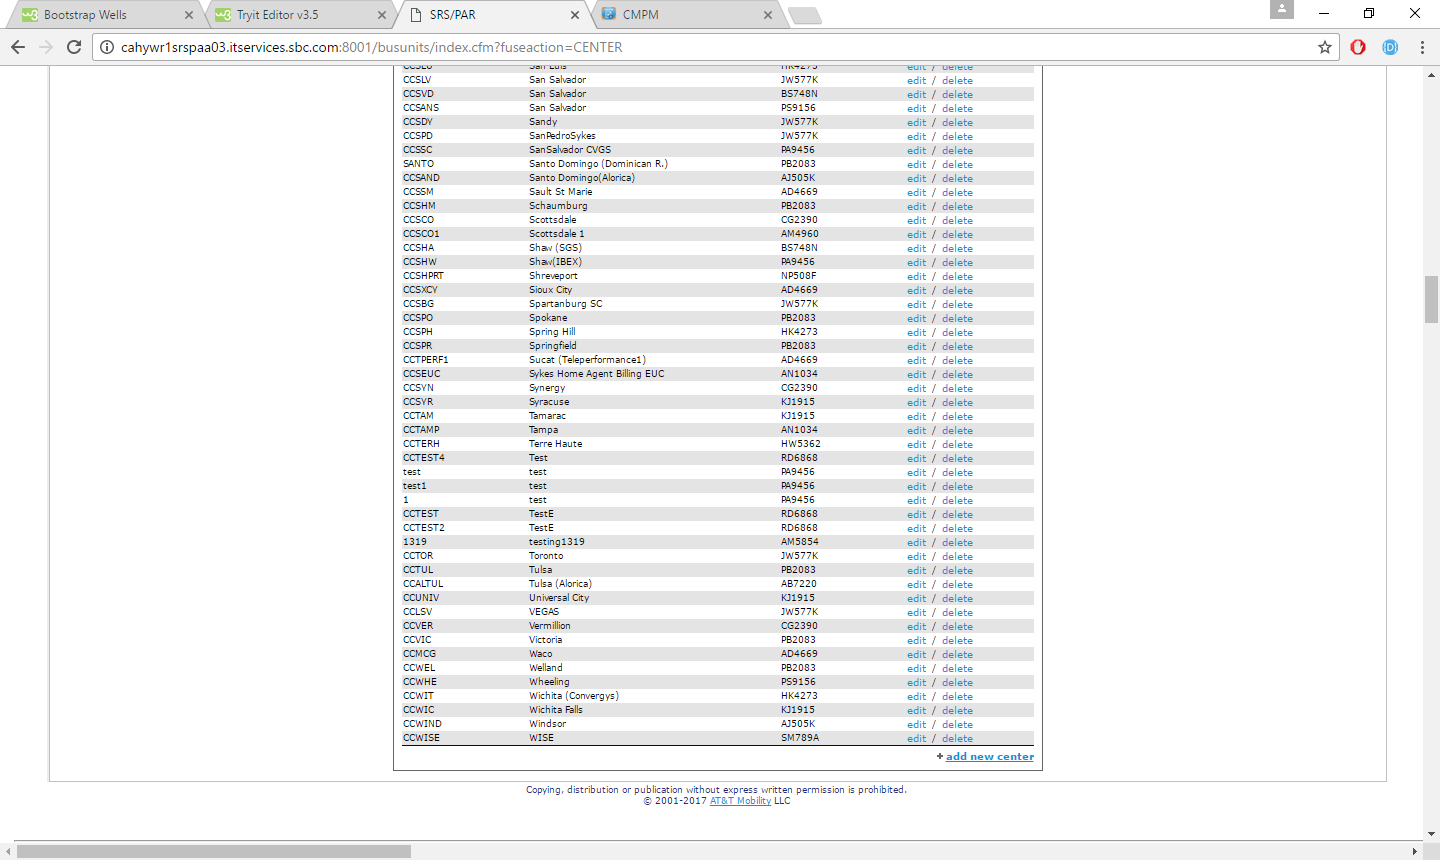 Bootstrap Wells
Tryit Editor v3.5
SRS/PAR
CMPM
cahywr1srspaa03.itservices.sbc.com:8001/busunits/index.cfm?fuseaction=CENTER
San Luis HK4273 edit / delete
CCSLV San Salvador JW577K edit / delete
CCSVD San Salvador BS748N edit / delete
CCSANS San Salvador PS9156 edit / delete
CCSDY Sandy JW577K edit / delete
CCSPD SanPedroSykes JW577K edit / delete
CCSSC SanSalvador CVGS PA9456 edit / delete
SANTO Santo Domingo (Dominican R.) PB2083 edit / delete
CCSAND Santo Domingo(Alorica) AJ505K edit / delete
CCSSM Sault St Marie AD4669 edit / delete
CCSHM Schaumburg PB2083 edit / delete
CCSCO Scottsdale CG2390 edit / delete
CCSCO1 Scottsdale 1 AM4960 edit / delete
CCSHA Shaw (SGS) BS748N edit / delete
CCSHW Shaw(IBEX) PA9456 edit / delete
CCSHPRT Shreveport NP508F edit / delete
CCSXCY Sioux City AD4669 edit / delete
CCSBG Spartanburg SC JW577K edit / delete
CCSPO Spokane PB2083 edit / delete
CCSPH Spring Hill HK4273 edit / delete
CCSPR Springfield PB2083 edit / delete
CCTPERF1 Sucat (Teleperformance1) AD4669 edit / delete
CCSEUC Sykes Home Agent Billing EUC AN1034 edit / delete
CCSYN Synergy CG2390 edit / delete
CCSYR Syracuse KJ1915 edit / delete
CCTAM Tamarac KJ1915 edit / delete
CCTAMP Tampa AN1034 edit / delete
CCTERH Terre Haute HW5362 edit / delete
CCTEST4 Test RD6868 edit / delete
test test PA9456 edit / delete
test1 test PA9456 edit / delete
1 test PA9456 edit / delete
CCTEST TestE RD6868 edit / delete
CCTEST2 TestE RD6868 edit / delete
1319 testing1319 AM5854 edit / delete
CCTOR Toronto JW577K edit / delete
CCTUL Tulsa PB2083 edit / delete
CCALTUL Tulsa (Alorica) AB7220 edit / delete
CCUNIV Universal City KJ1915 edit / delete
CCLSV VEGAS JW577K edit / delete
CCVER Vermillion CG2390 edit / delete
CCVIC Victoria PB2083 edit / delete
CCMCG Waco AD4669 edit / delete
CCWEL Welland PB2083 edit / delete
CCWHE Wheeling PS9156 edit / delete
CCWIT Wichita (Convergys) HK4273 edit / delete
CCWIC Wichita Falls KJ1915 edit / delete
CCWIND Windsor AJ505K edit / delete
CCWISE WISE SM789A edit / delete
+ add new center
Copying, distribution or publication without express written permission is prohibited.
© 2001-2017 AT&T Mobility LLC